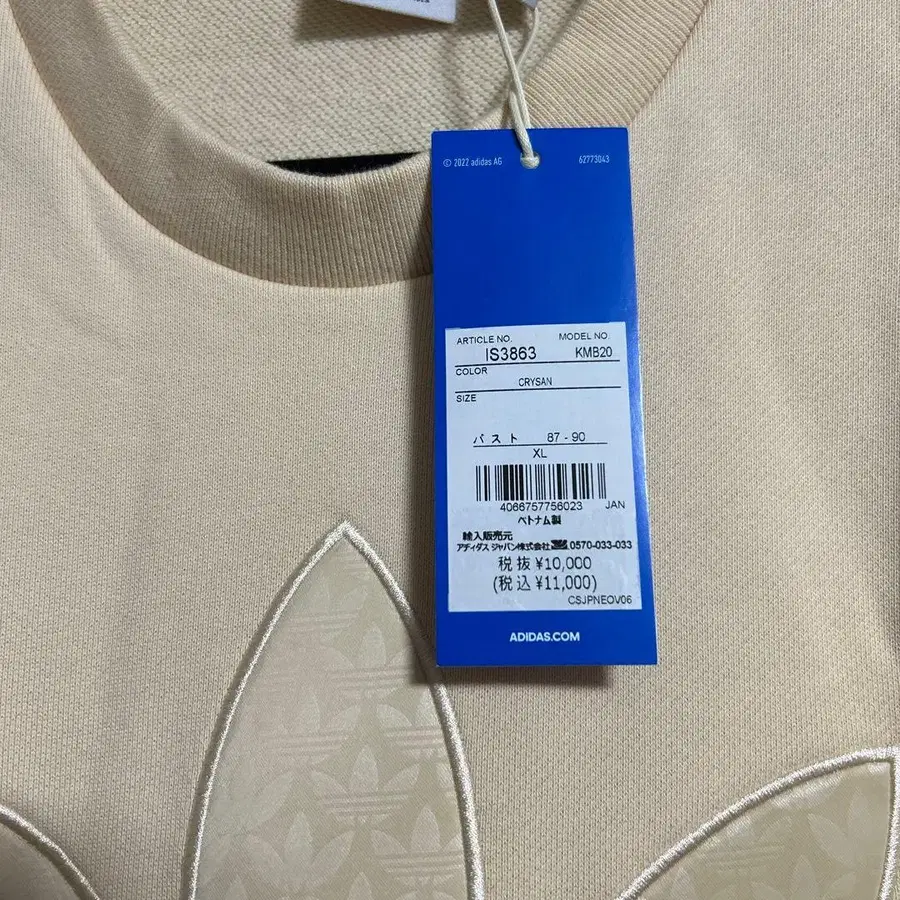 © 2022 adidas AG 62773043
ARTICLE NO. MODEL NO.
IS3863 KMB20
COLOR
CRYSAN
SIZE
バスト 87 - 90
XL
4066757756023 JAN
ベトナム製
輸入販売元
アディダス ジャパン株式会社 0570-033-033
税抜 ¥10,000
(税込 ¥11,000)
CSJPNEOV06
ADIDAS.COM